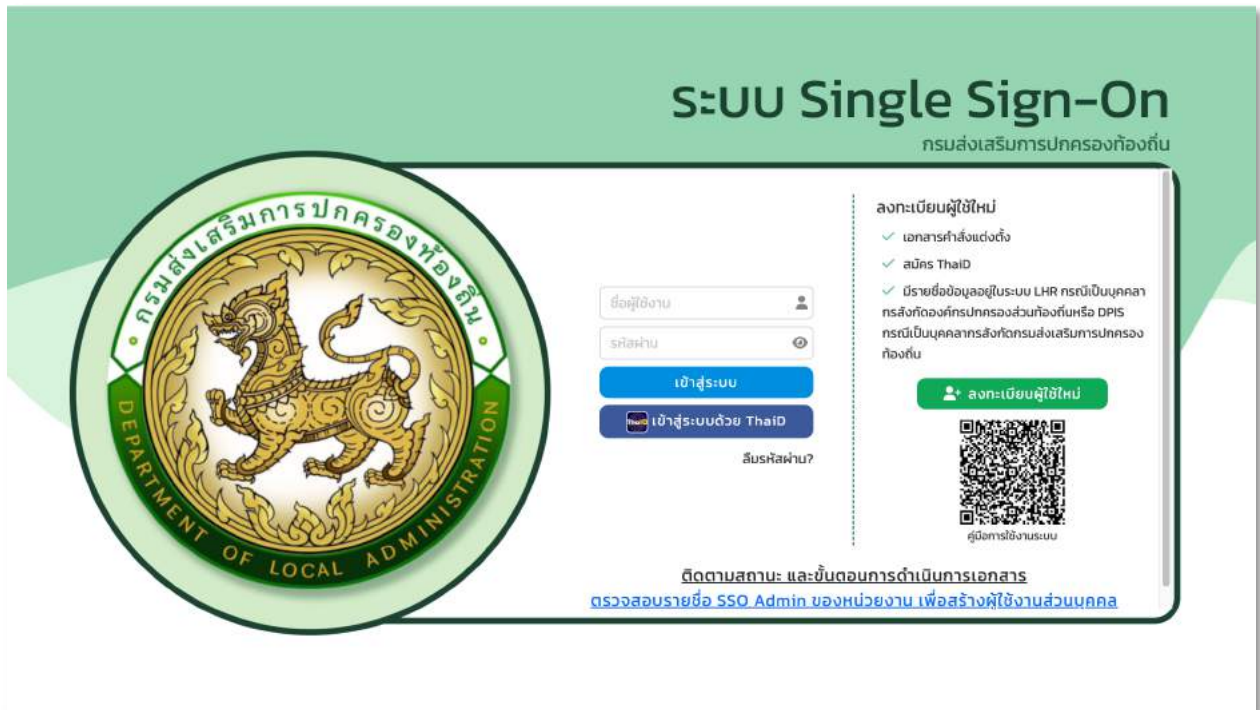 ระบบ Single Sign-On
กรมส่งเสริมการปกครองท้องถิ่น
กรมส่งเสริมการปกครองท้องถิ่น
DEPARTMENT OF LOCAL ADMINISTRATION
ชื่อผู้ใช้งาน
รหัสผ่าน
เข้าสู่ระบบ
ThaiD เข้าสู่ระบบด้วย ThaiD
ลืมรหัสผ่าน?
ลงทะเบียนผู้ใช้ใหม่
เอกสารคำสั่งแต่งตั้ง
สมัคร ThaiD
มีรายชื่อข้อมูลอยู่ในระบบ LHR กรณีเป็นบุคคลา
กรสังกัดองค์กรปกครองส่วนท้องถิ่นหรือ DPIS
กรณีเป็นบุคคลากรสังกัดกรมส่งเสริมการปกครอง
ท้องถิ่น
ลงทะเบียนผู้ใช้ใหม่
คู่มือการใช้งานระบบ
ติดตามสถานะ และขั้นตอนการดำเนินการเอกสาร
ตรวจสอบรายชื่อ SSO Admin ของหน่วยงาน เพื่อสร้างผู้ใช้งานส่วนบุคคล